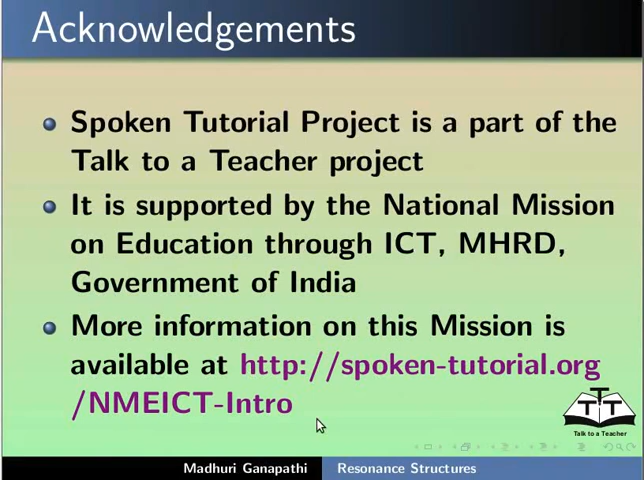 Acknowledgements
Spoken Tutorial Project is a part of the
Talk to a Teacher project
It is supported by the National Mission
on Education through ICT, MHRD,
Government of India
More information on this Mission is
available at http://spoken-tutorial.org
/NMEICT-Intro
TTT
Talk to a Teacher
Madhuri Ganapathi Resonance Structures